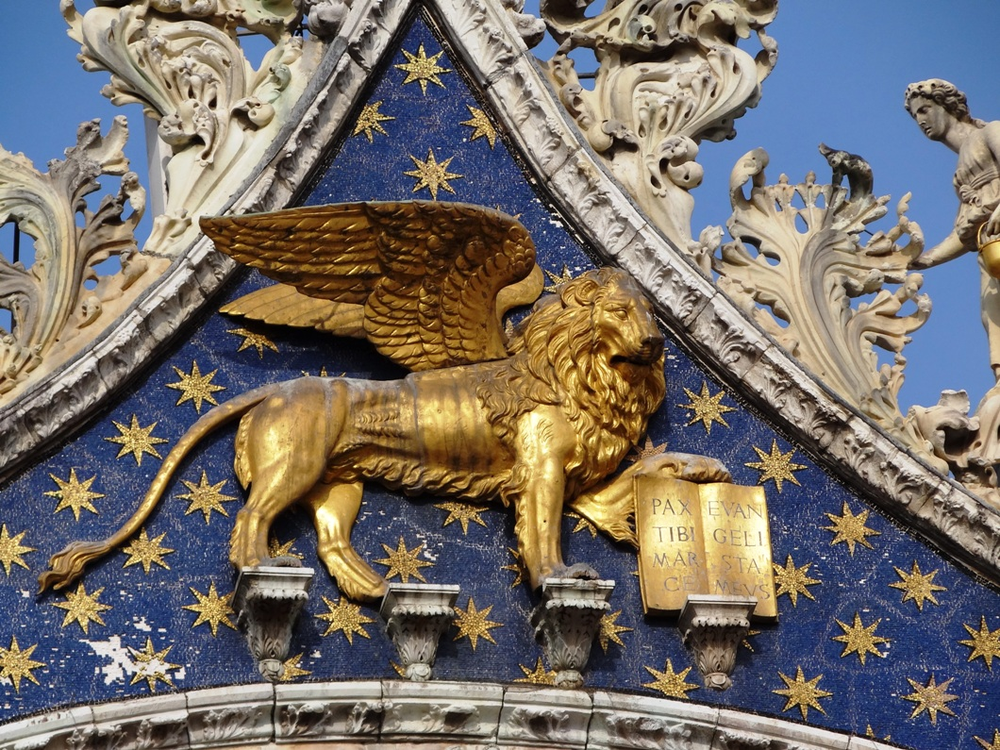 PAX
TIBI
MAR
CE
EVAN
GELI
STA
MEVS